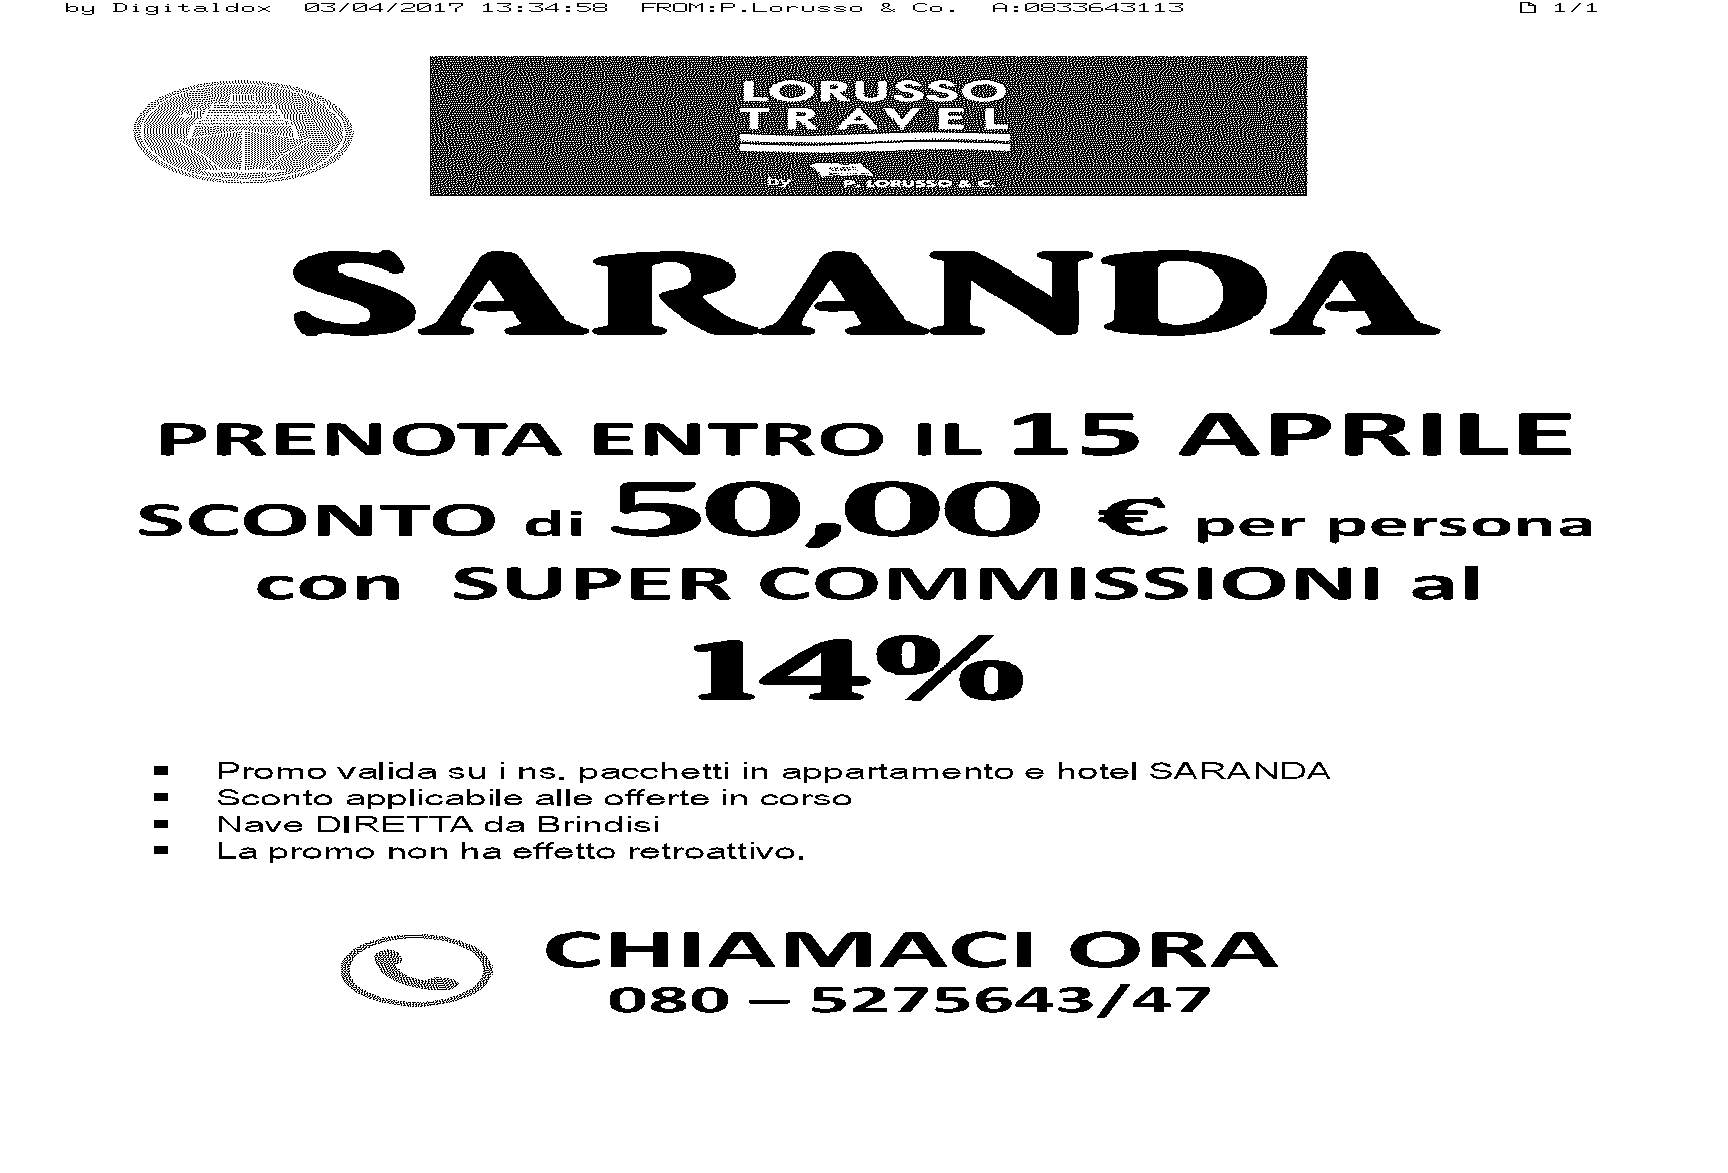 by Digitaldox 03/04/2017 13:34:58 FROM:P.Lorusso & Co. A:0833643113 1/1
LORUSSO
TRAVEL
by P. LORUSSO & C.
SARANDA
PRENOTA ENTRO IL 15 APRILE
SCONTO di 50,00 € per persona
con SUPER COMMISSIONI al
14%
▪ Promo valida su i ns. pacchetti in appartamento e hotel SARANDA
▪ Sconto applicabile alle offerte in corso
▪ Nave DIRETTA da Brindisi
▪ La promo non ha effetto retroattivo.
CHIAMACI ORA
080 – 5275643/47